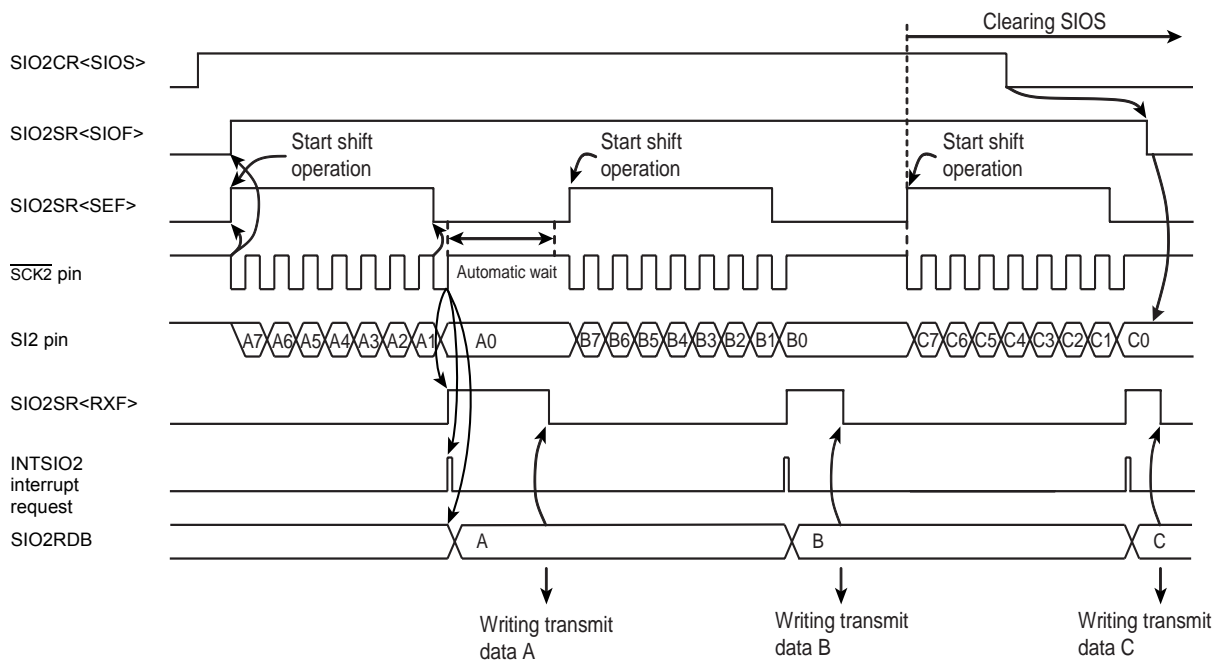 Clearing SIOS
SIO2CR<SIOS>
SIO2SR<SIOF>
Start shift
operation
Start shift
operation
Start shift
operation
SIO2SR<SEF>
SCK2 pin
Automatic wait
SI2 pin
A7 A6 A5 A4 A3 A2 A1 A0 B7 B6 B5 B4 B3 B2 B1 B0 C7 C6 C5 C4 C3 C2 C1 C0
SIO2SR<RXF>
INTSIO2
interrupt
request
SIO2RDB
A B C
Writing transmit
data A
Writing transmit
data B
Writing transmit
data C